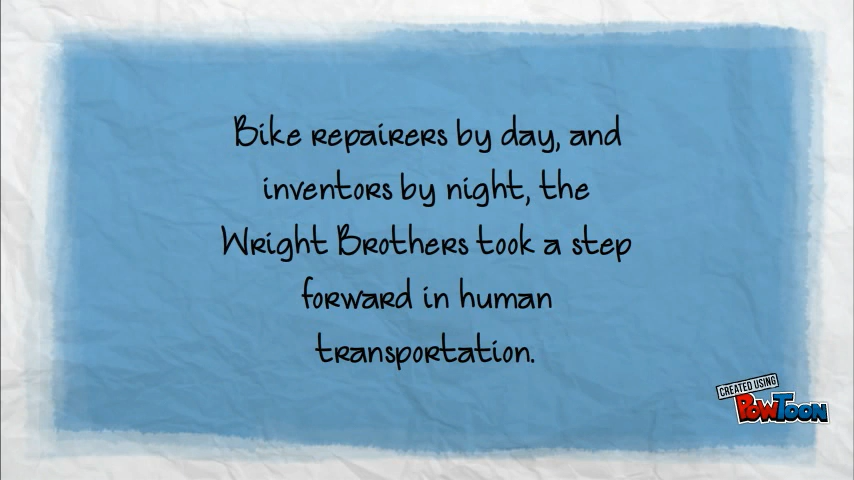 Bike repairers by day, and
inventors by night, the
Wright Brothers took a step
forward in human
transportation.
CREATED USING
POWTOON